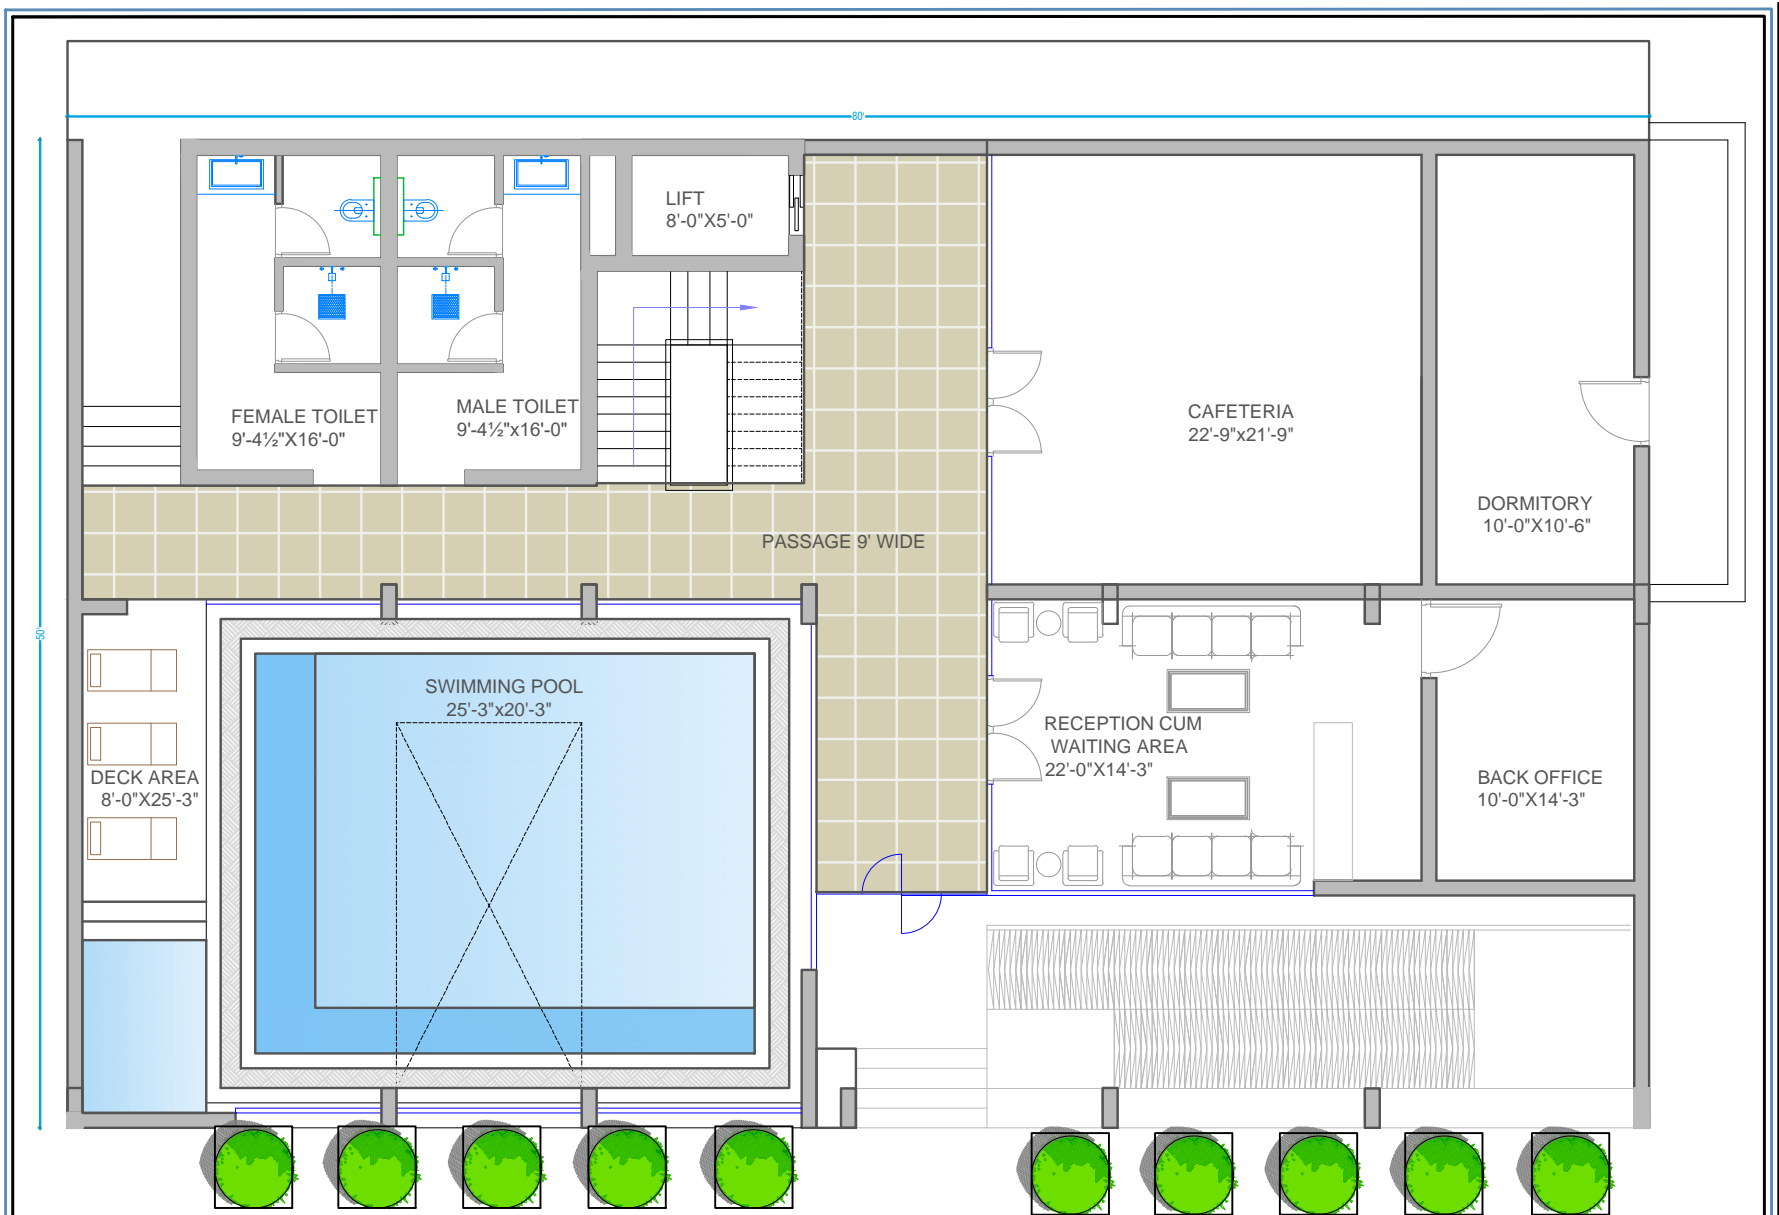 80'
LIFT
8'-0"X5'-0"
FEMALE TOILET
9'-4½"X16'-0"
MALE TOILET
9'-4½"x16'-0"
CAFETERIA
22'-9"x21'-9"
DORMITORY
10'-0"X10'-6"
PASSAGE 9' WIDE
50'
SWIMMING POOL
25'-3"x20'-3"
RECEPTION CUM
WAITING AREA
22'-0"X14'-3"
DECK AREA
8'-0"X25'-3"
BACK OFFICE
10'-0"X14'-3"